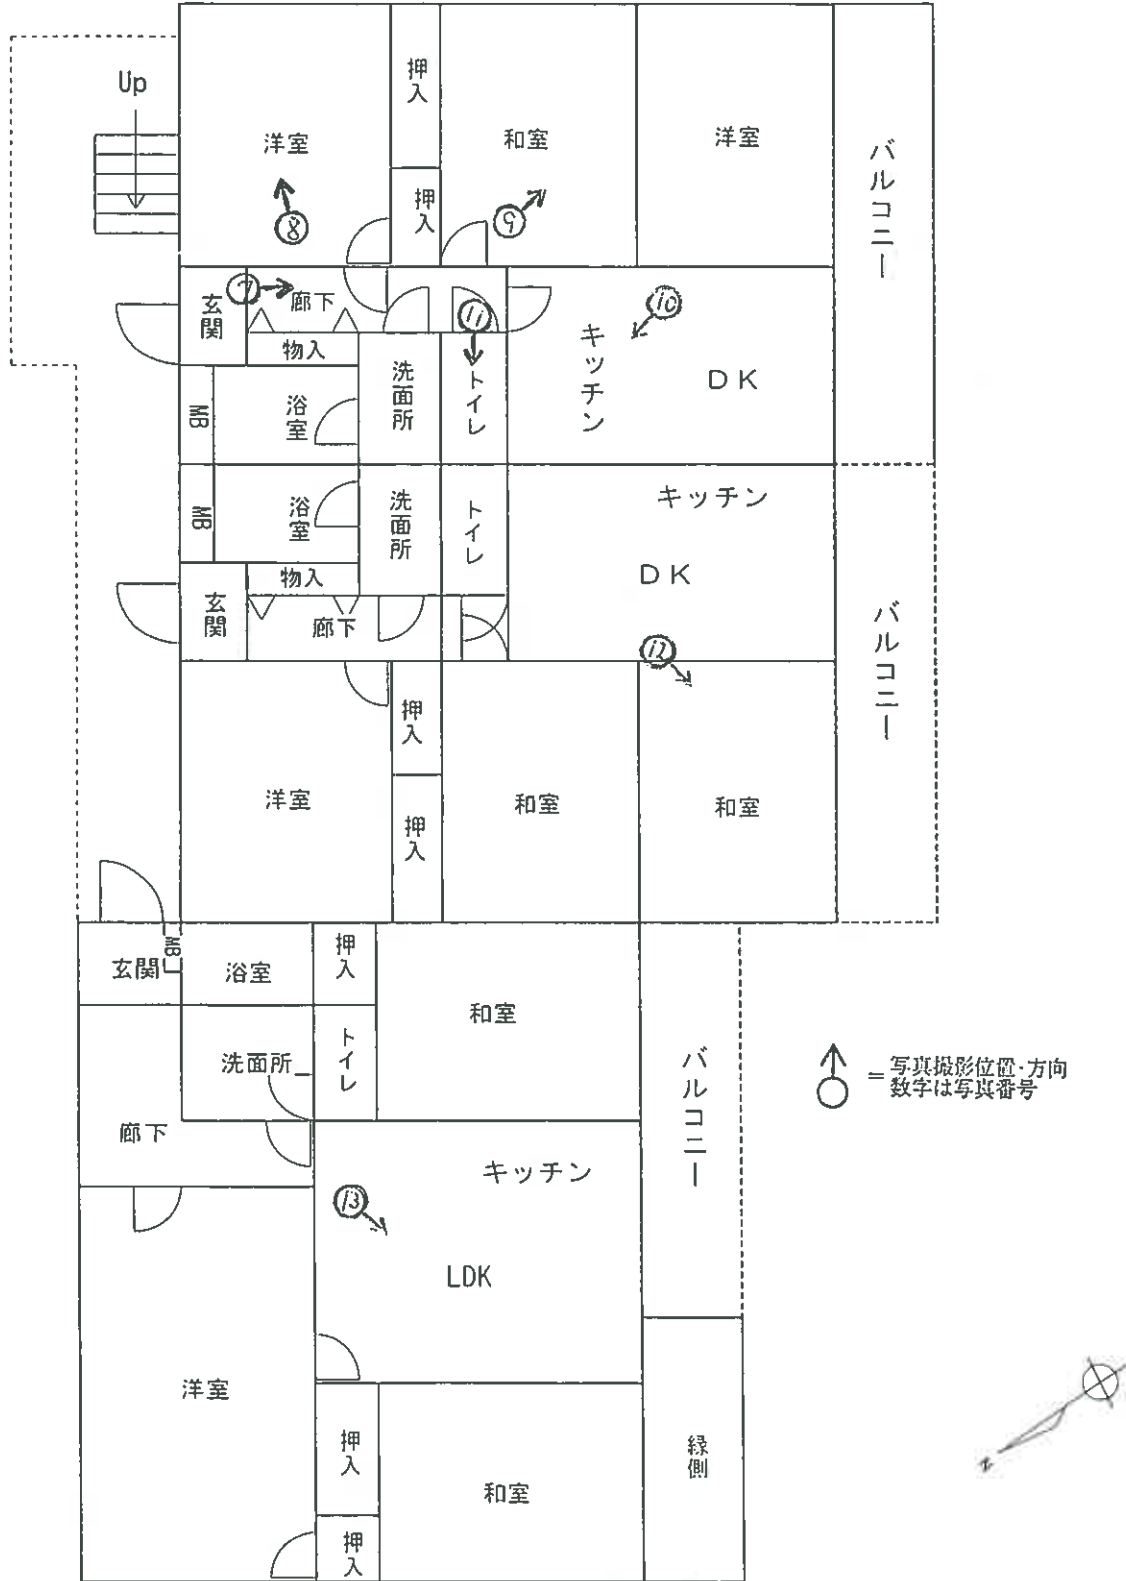 Up
洋室
押入
和室
洋室
バルコニー
⑧
押入
⑨
玄関
⑦
廊下
⑪
⑩
物入
キッチン
DK
MB
浴室
洗面所
トイレ
MB
浴室
洗面所
トイレ
キッチン
DK
物入
玄関
廊下
⑫
バルコニー
洋室
押入
押入
和室
和室
玄関
MB
浴室
押入
和室
洗面所
トイレ
バルコニー
廊下
キッチン
⑬
LDK
洋室
押入
押入
和室
縁側
= 写真撮影位置・方向
数字は写真番号
N